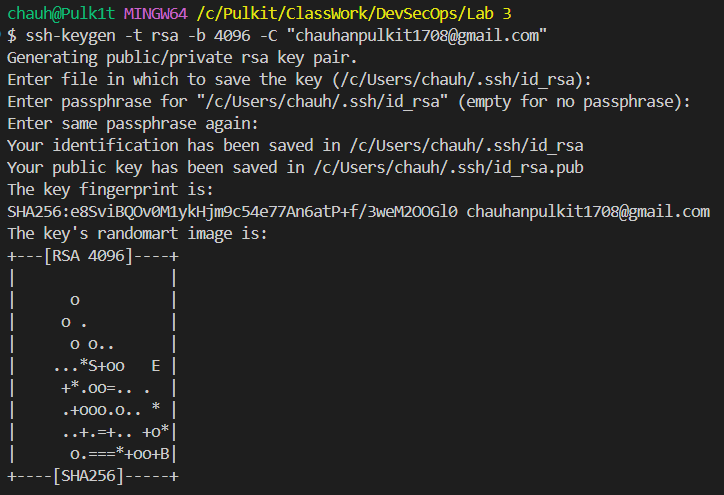 chauh@Pulk1t MINGW64 /c/Pulkit/ClassWork/DevSecOps/Lab 3
$ ssh-keygen -t rsa -b 4096 -C "chauhanpulkit1708@gmail.com"
Generating public/private rsa key pair.
Enter file in which to save the key (/c/Users/chauh/.ssh/id_rsa):
Enter passphrase for "/c/Users/chauh/.ssh/id_rsa" (empty for no passphrase):
Enter same passphrase again:
Your identification has been saved in /c/Users/chauh/.ssh/id_rsa
Your public key has been saved in /c/Users/chauh/.ssh/id_rsa.pub
The key fingerprint is:
SHA256:e8SviBQOv0M1ykHjm9c54e77An6atP+f/3weM2OOGl0 chauhanpulkit1708@gmail.com
The key's randomart image is:
+---[RSA 4096]----+
|                 |
|      o          |
|     o .         |
|      o o..      |
|    ...*S+oo   E |
|     +*.oo=.. .  |
|     .+ooo.o.. * |
|     ..+.=+.. +o*|
|      o.===*+oo+B|
+----[SHA256]-----+